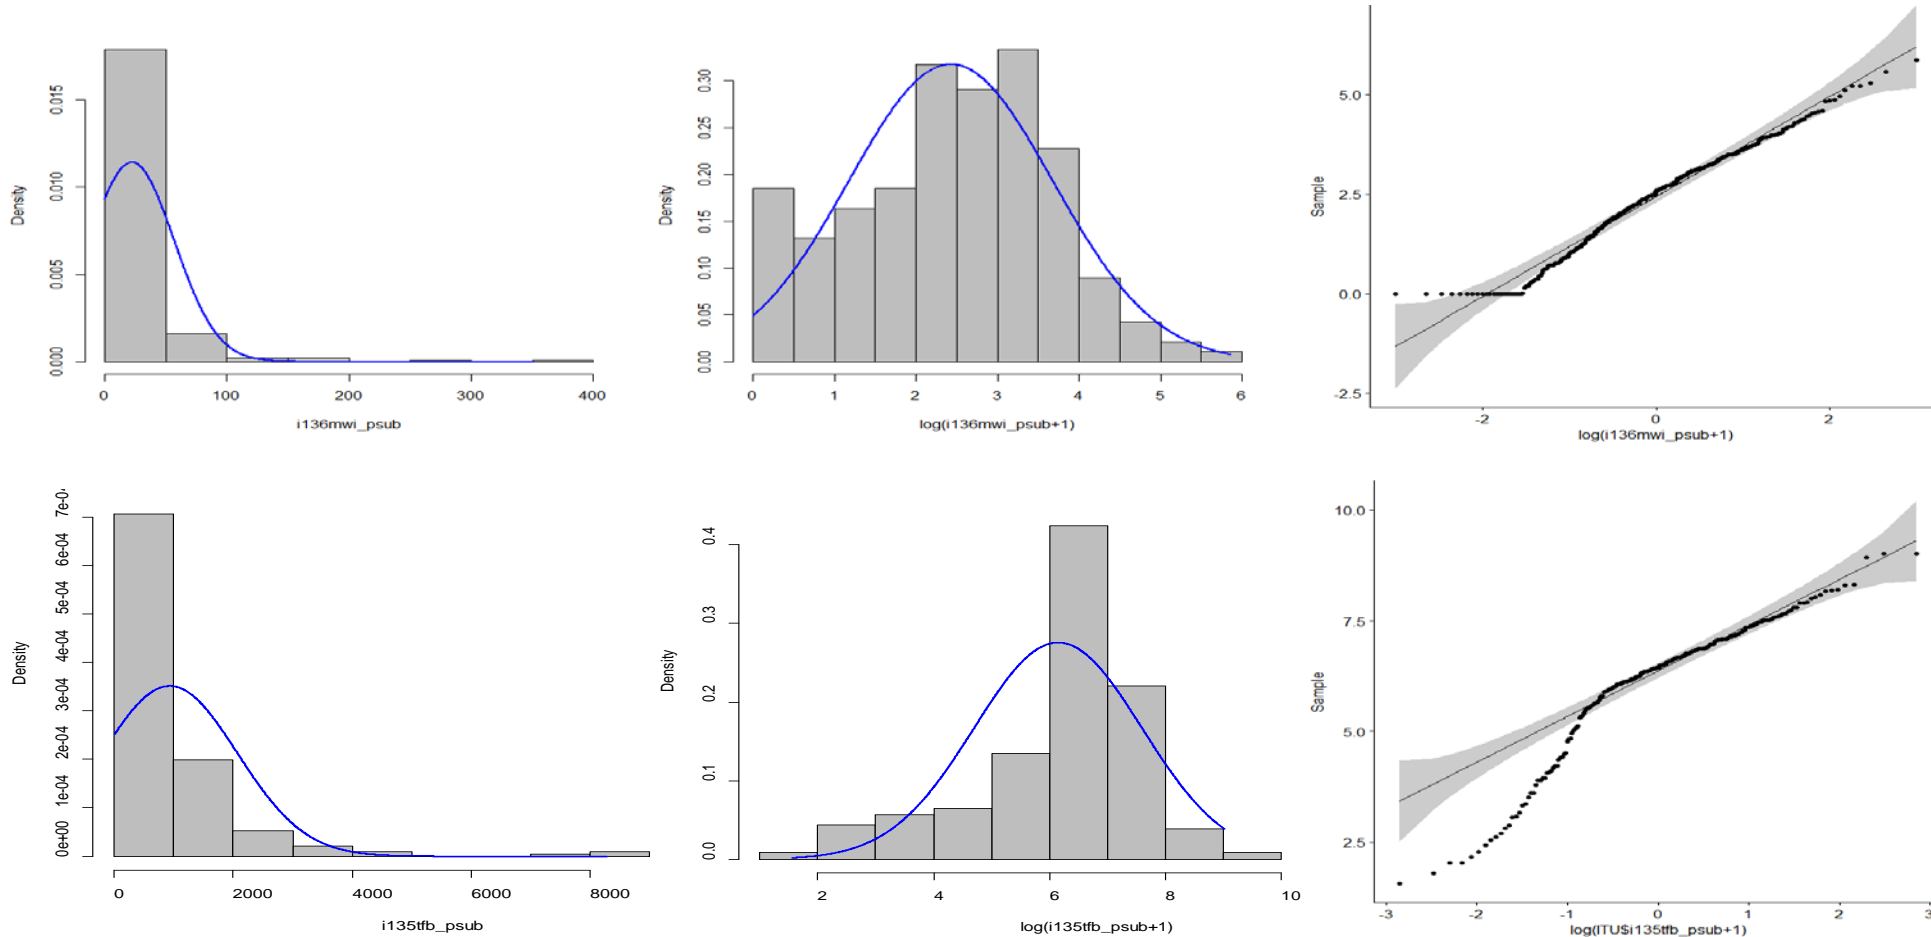 Density
0.000 0.005 0.010 0.015
0 100 200 300 400
i136mwi_psub
Density
0.00 0.05 0.10 0.15 0.20 0.25 0.30
0 1 2 3 4 5 6
log(i136mwi_psub+1)
Sample
5.0
2.5
0.0
-2.5
-2 0 2
log(i136mwi_psub+1)
Density
0e+00 1e-04 2e-04 3e-04 4e-04 5e-04 6e-04 7e-0
0 2000 4000 6000 8000
i135tfb_psub
Density
0.0 0.1 0.2 0.3 0.4
2 4 6 8 10
log(i135tfb_psub+1)
Sample
10.0
7.5
5.0
2.5
-3 -2 -1 0 1 2 3
log(ITU$i135tfb_psub+1)